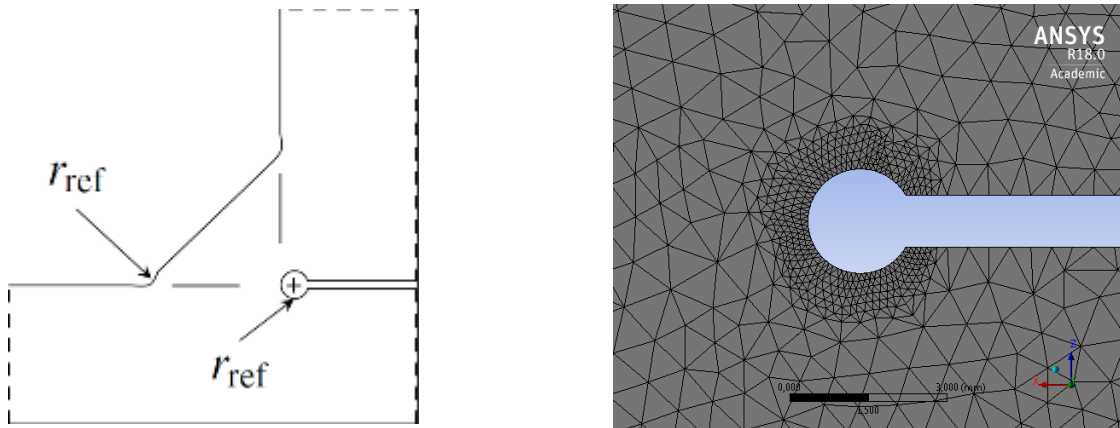 r_ref
r_ref
ANSYS
R18.0
Academic
Z
X
0,000
3,000 (mm)
1,500